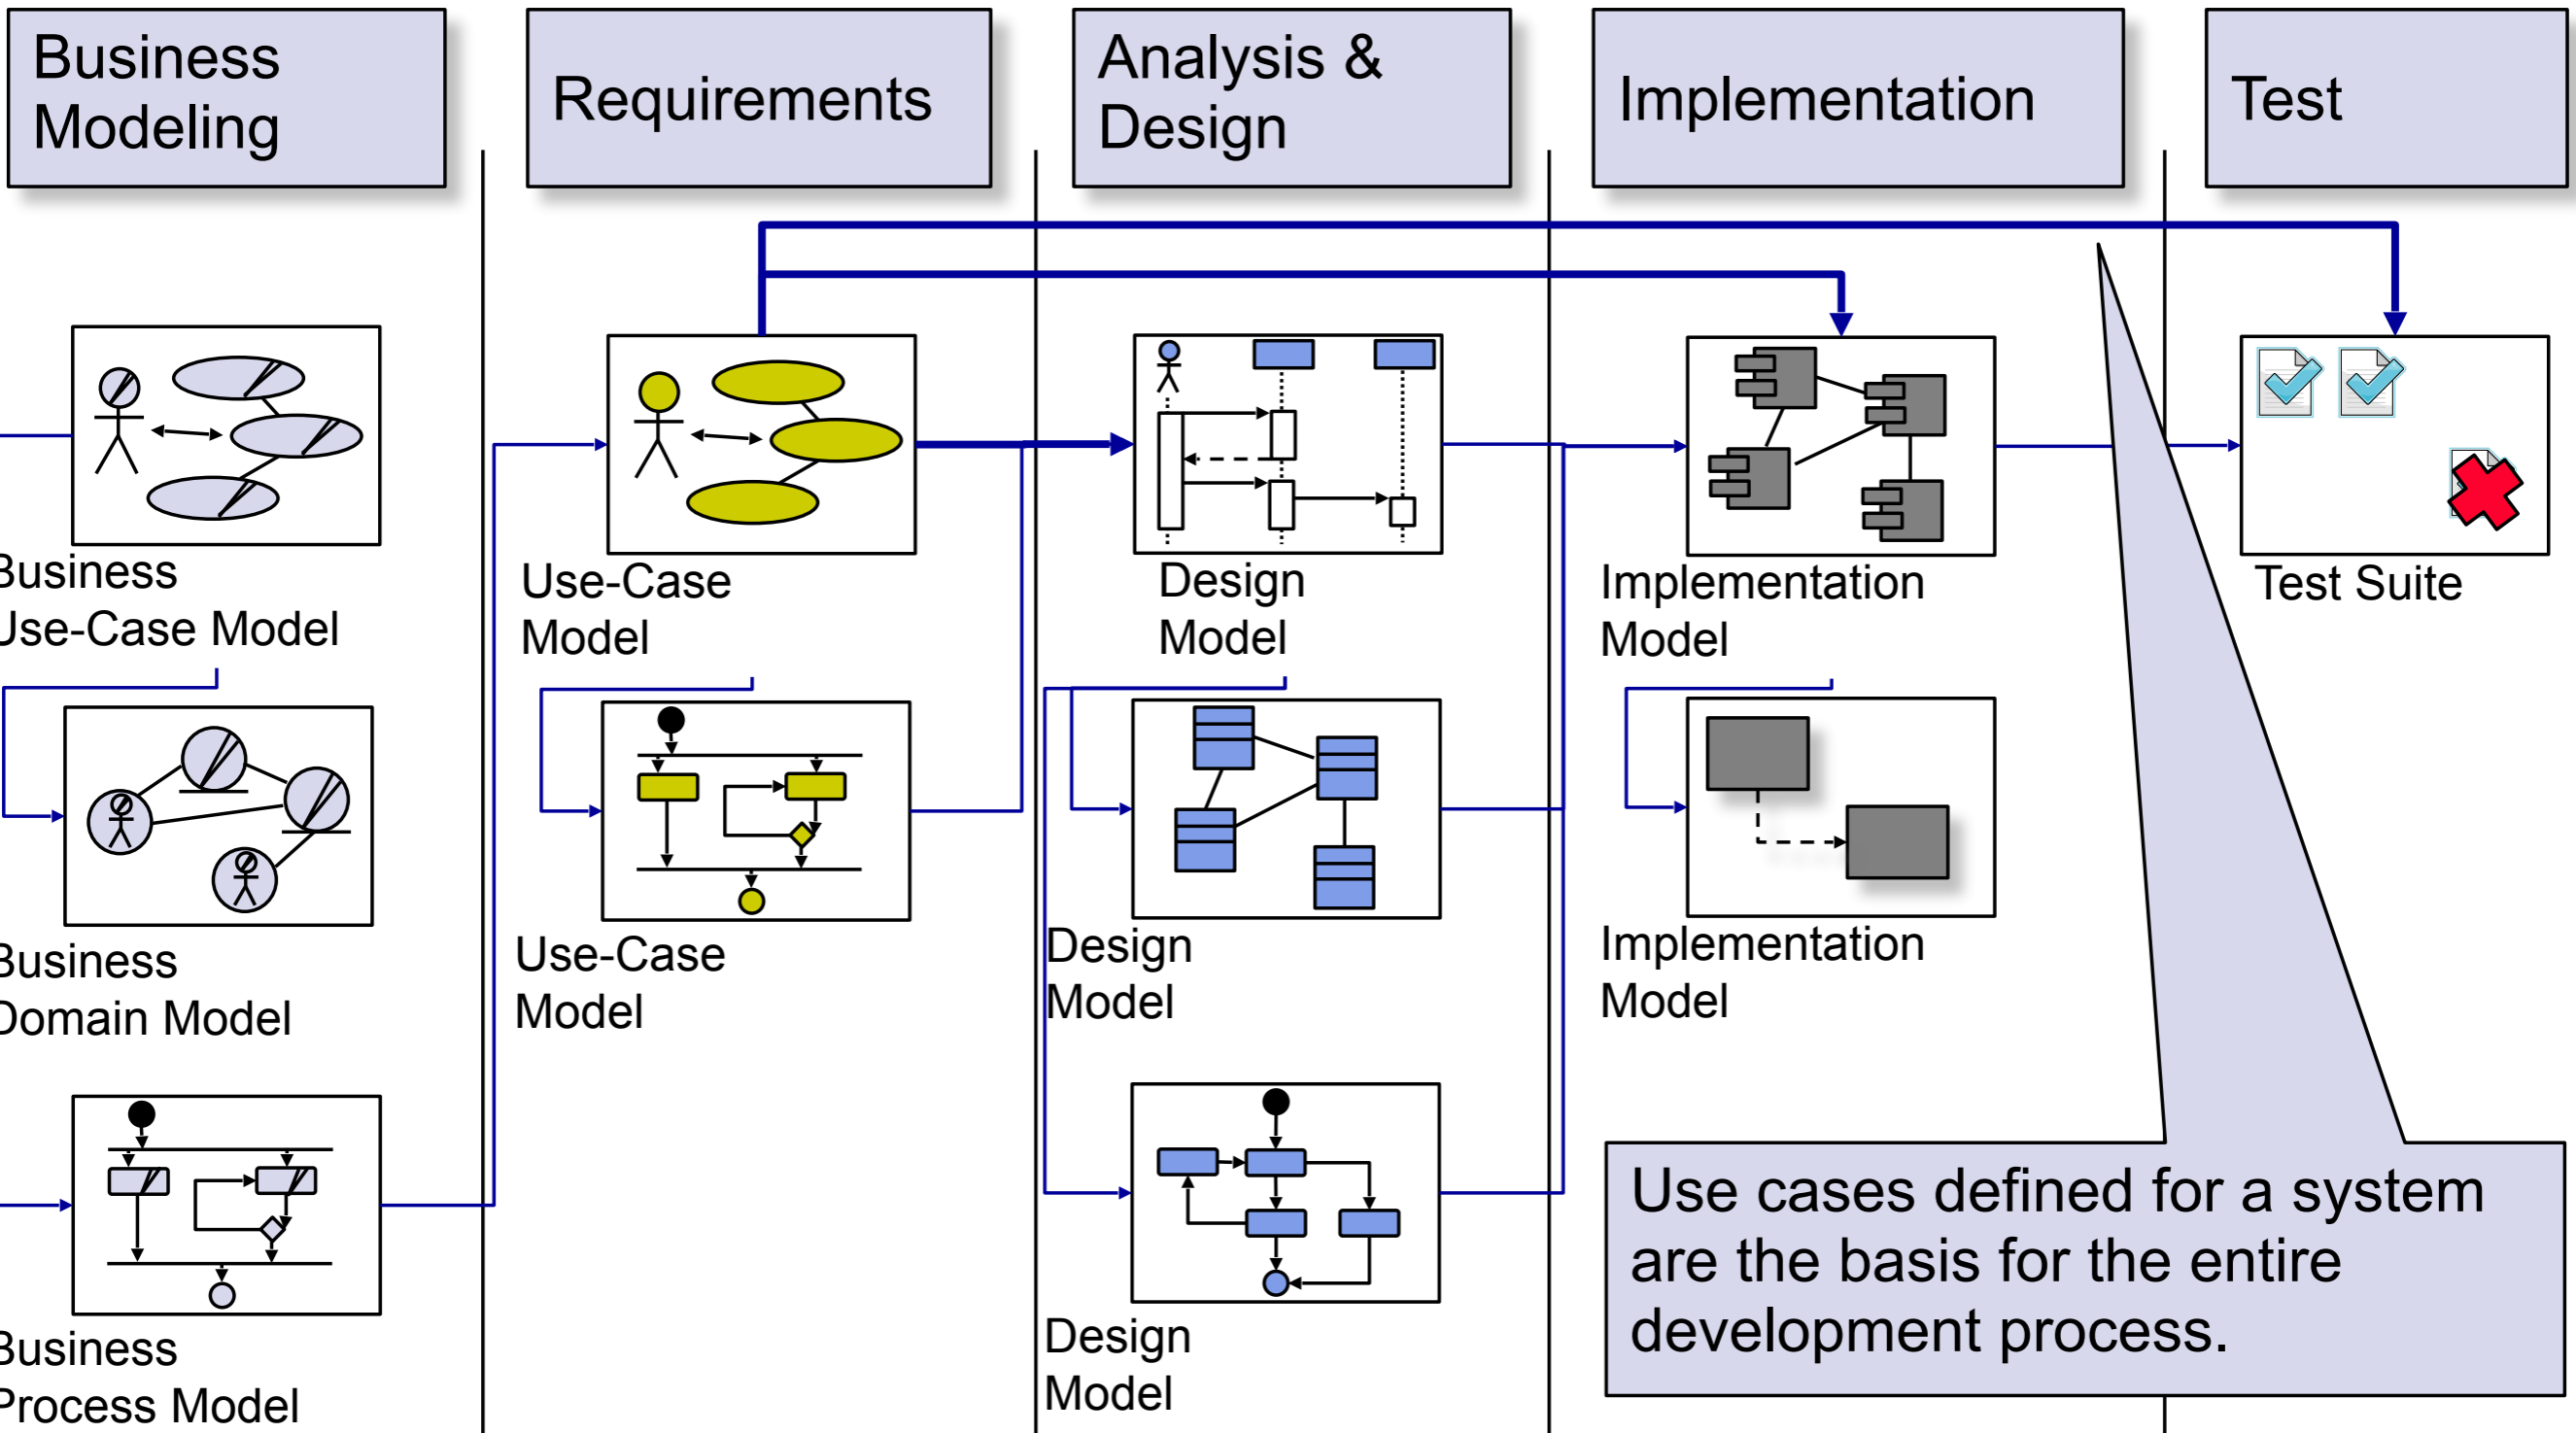 Business
Modeling
Requirements
Analysis &
Design
Implementation
Test
Business
Use-Case Model
Use-Case
Model
Design
Model
Implementation
Model
Test Suite
Business
Domain Model
Use-Case
Model
Design
Model
Implementation
Model
Business
Process Model
Design
Model
Use cases defined for a system
are the basis for the entire
development process.